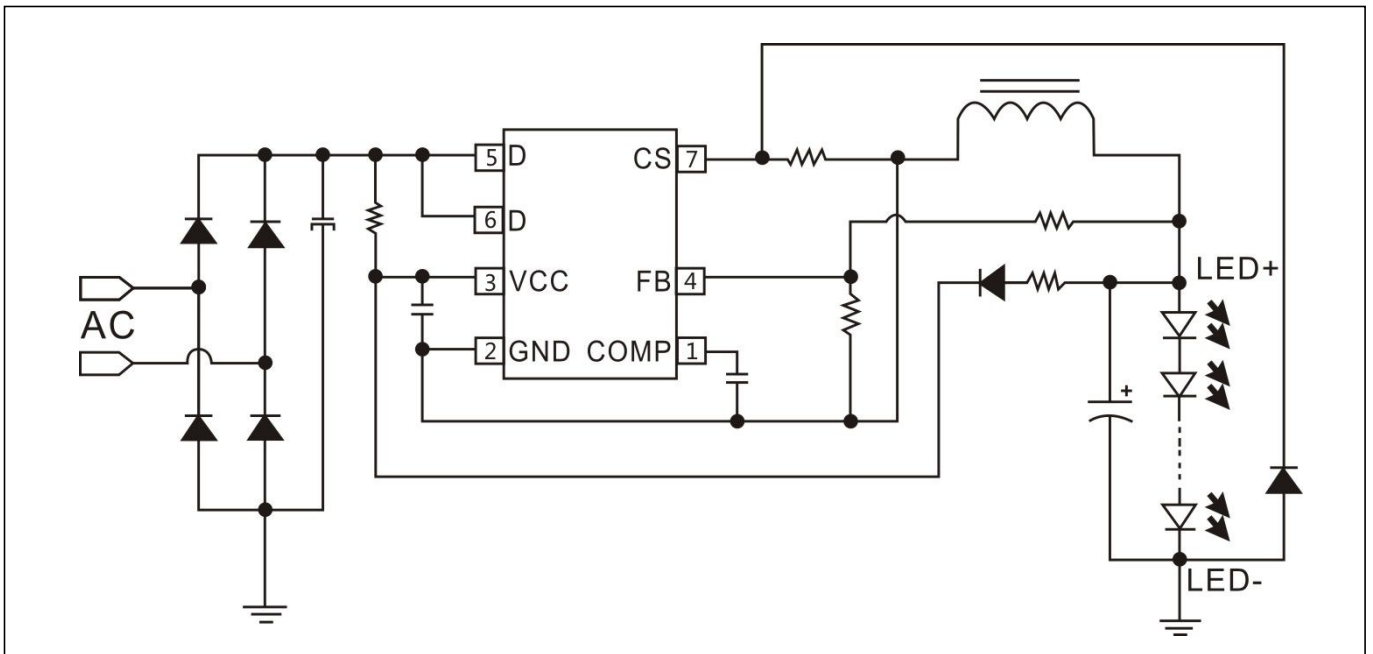 5 D CS 7
6 D
3 VCC FB 4
LED+
AC
2 GND COMP 1
+
LED-